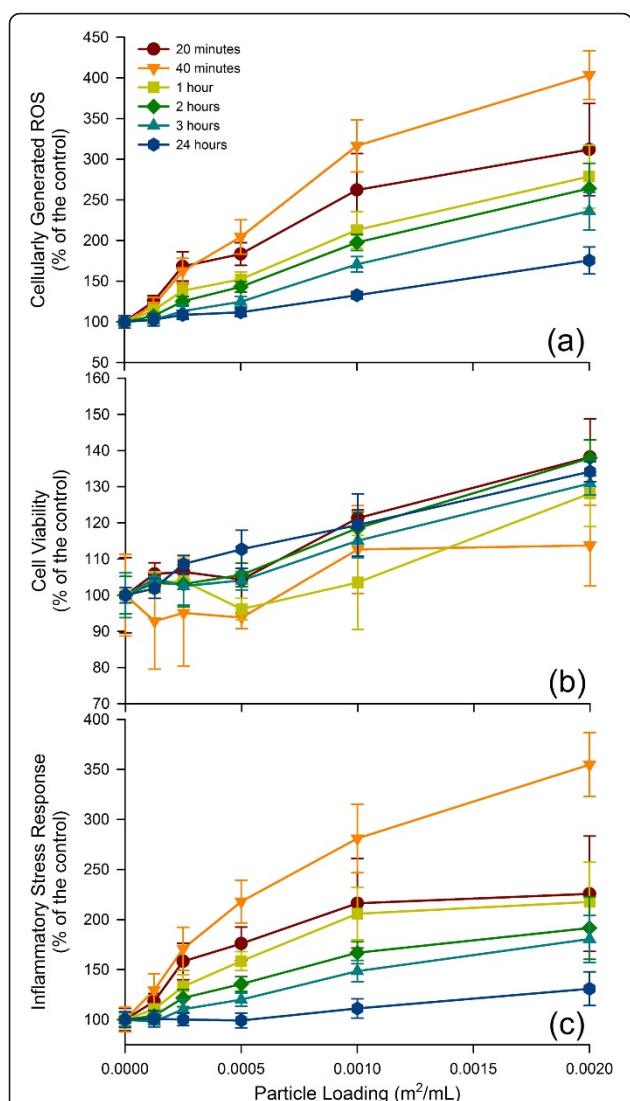 450
400
350
300
250
200
150
100
50
Cellularly Generated ROS
(% of the control)
20 minutes
40 minutes
1 hour
2 hours
3 hours
24 hours
(a)
160
150
140
130
120
110
100
90
80
70
Cell Viability
(% of the control)
(b)
400
350
300
250
200
150
100
Inflammatory Stress Response
(% of the control)
(c)
0.0000 0.0005 0.0010 0.0015 0.0020
Particle Loading (m²/mL)